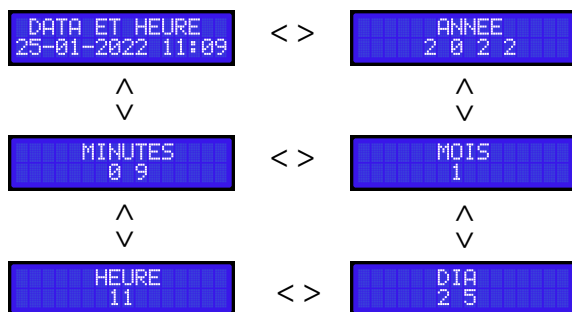 DATA ET HEURE
25-01-2022 11:09
< >
ANNEE
2 0 2 2
< >
< >
MINUTES
0 9
< >
MOIS
1
< >
< >
HEURE
11
< >
DIA
2 5